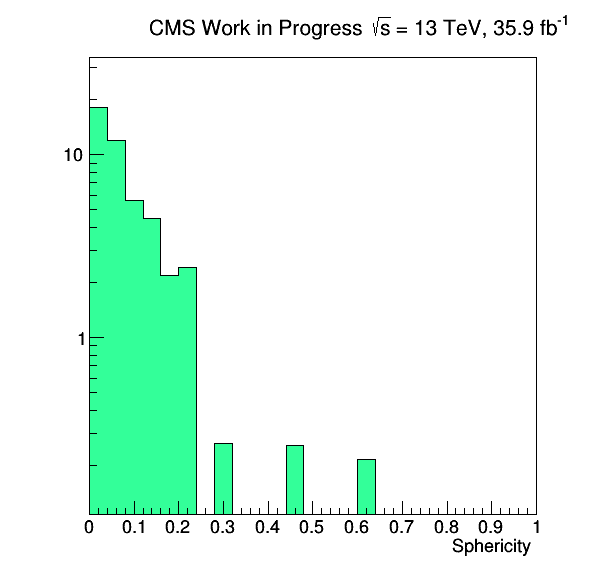 CMS Work in Progress √s = 13 TeV, 35.9 fb⁻¹
10
1
0 0.1 0.2 0.3 0.4 0.5 0.6 0.7 0.8 0.9 1
Sphericity